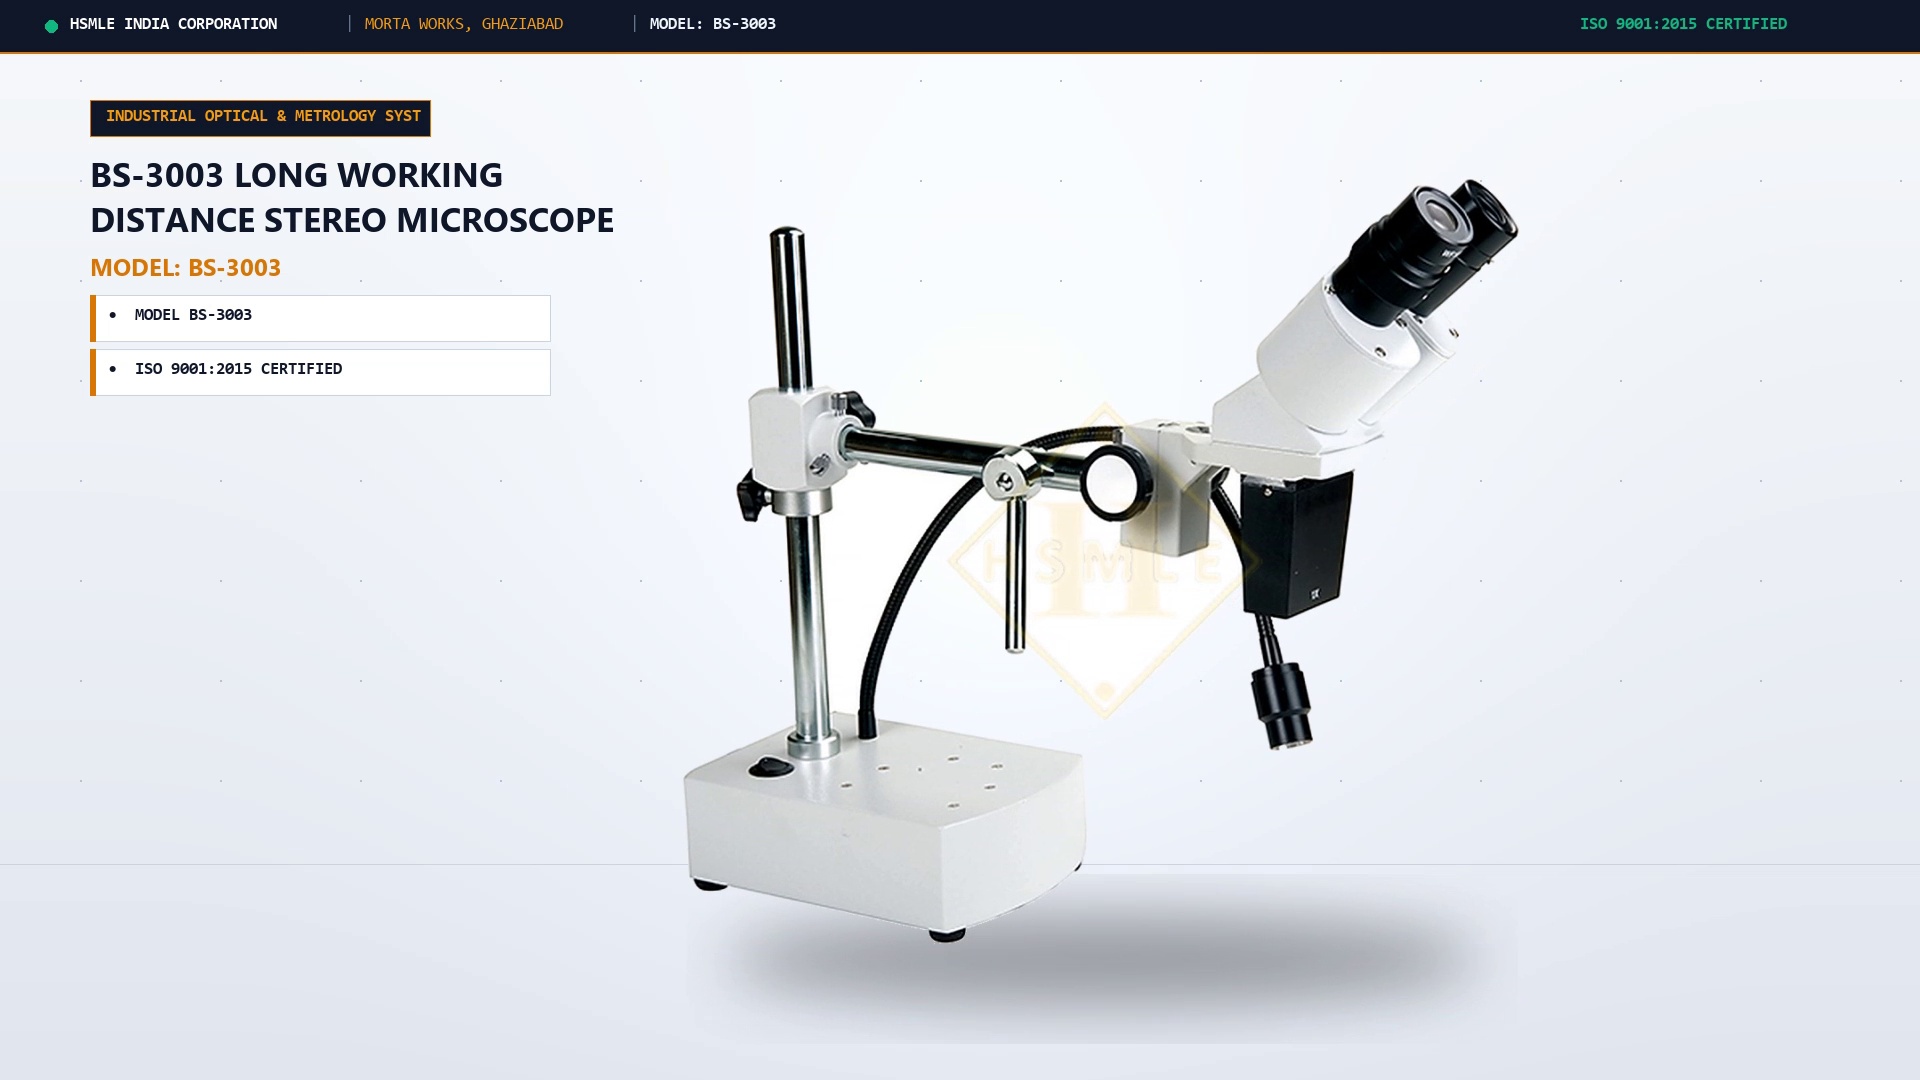 HSMLE INDIA CORPORATION
MORTA WORKS, GHAZIABAD
MODEL: BS-3003
ISO 9001:2015 CERTIFIED
INDUSTRIAL OPTICAL & METROLOGY SYST
BS-3003 LONG WORKING
DISTANCE STEREO MICROSCOPE
MODEL: BS-3003
• MODEL BS-3003
• ISO 9001:2015 CERTIFIED
H
HSMLE